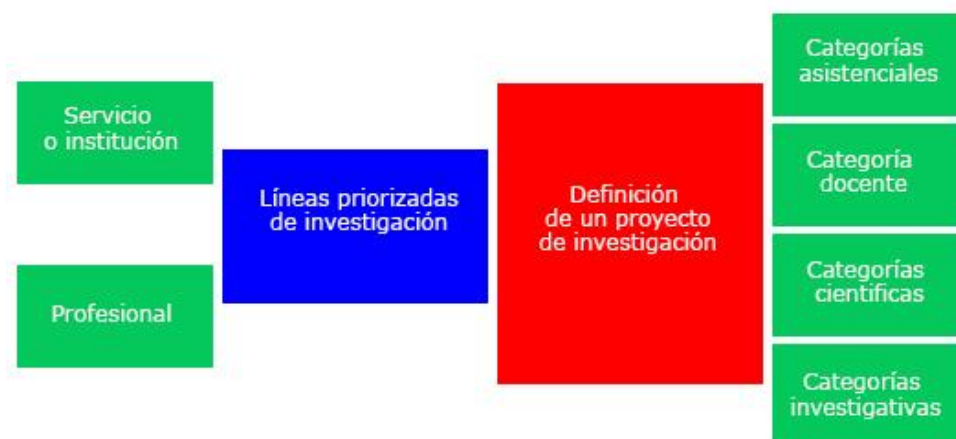 Servicio
o institución
Profesional
Líneas priorizadas
de investigación
Definición
de un proyecto
de investigación
Categorías
asistenciales
Categoría
docente
Categorías
cientificas
Categorías
investigativas